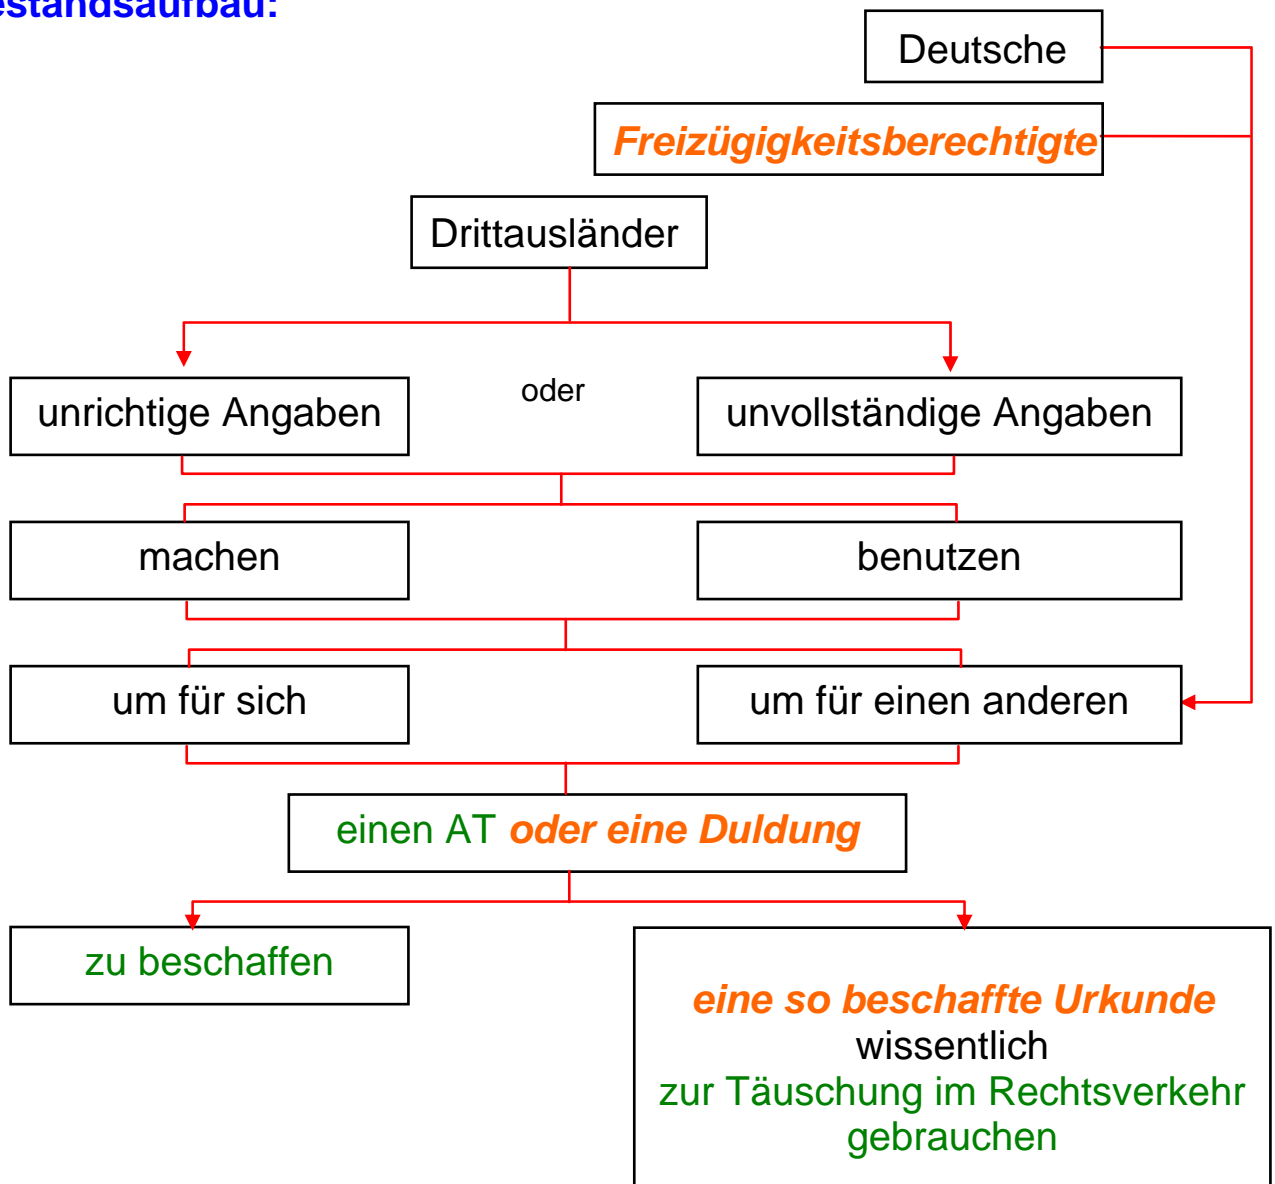 estandsaufbau:
Deutsche
Freizügigkeitsberechtigte
Drittausländer
unrichtige Angaben
oder
unvollständige Angaben
machen
benutzen
um für sich
um für einen anderen
einen AT oder eine Duldung
zu beschaffen
eine so beschaffte Urkunde
wissentlich
zur Täuschung im Rechtsverkehr
gebrauchen